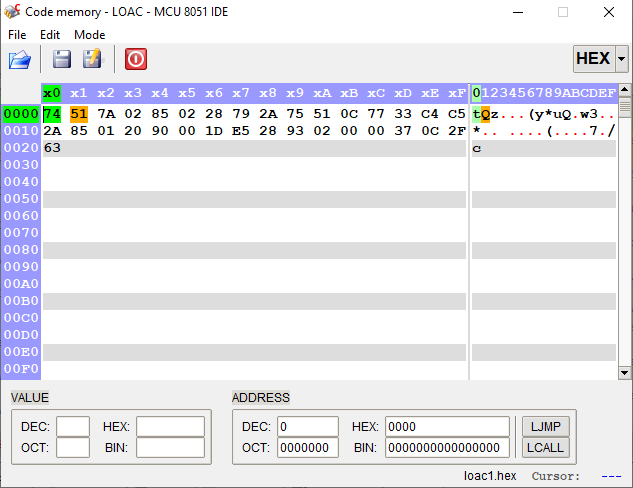 Code memory - LOAC - MCU 8051 IDE
File Edit Mode
HEX
x0 x1 x2 x3 x4 x5 x6 x7 x8 x9 xA xB xC xD xE xF 0123456789ABCDEF
0000 74 51 7A 02 85 02 28 79 2A 75 51 0C 77 33 C4 C5 tQz...(y*uQ.w3..
0010 2A 85 01 20 90 00 1D E5 28 93 02 00 00 37 0C 2F *.. ....(....7./
0020 63 c
0030
0040
0050
0060
0070
0080
0090
00A0
00B0
00C0
00D0
00E0
00F0
VALUE ADDRESS
DEC: HEX: DEC: 0 HEX: 0000 LJMP
OCT: BIN: OCT: 0000000 BIN: 0000000000000000 LCALL
loac1.hex Cursor: ---